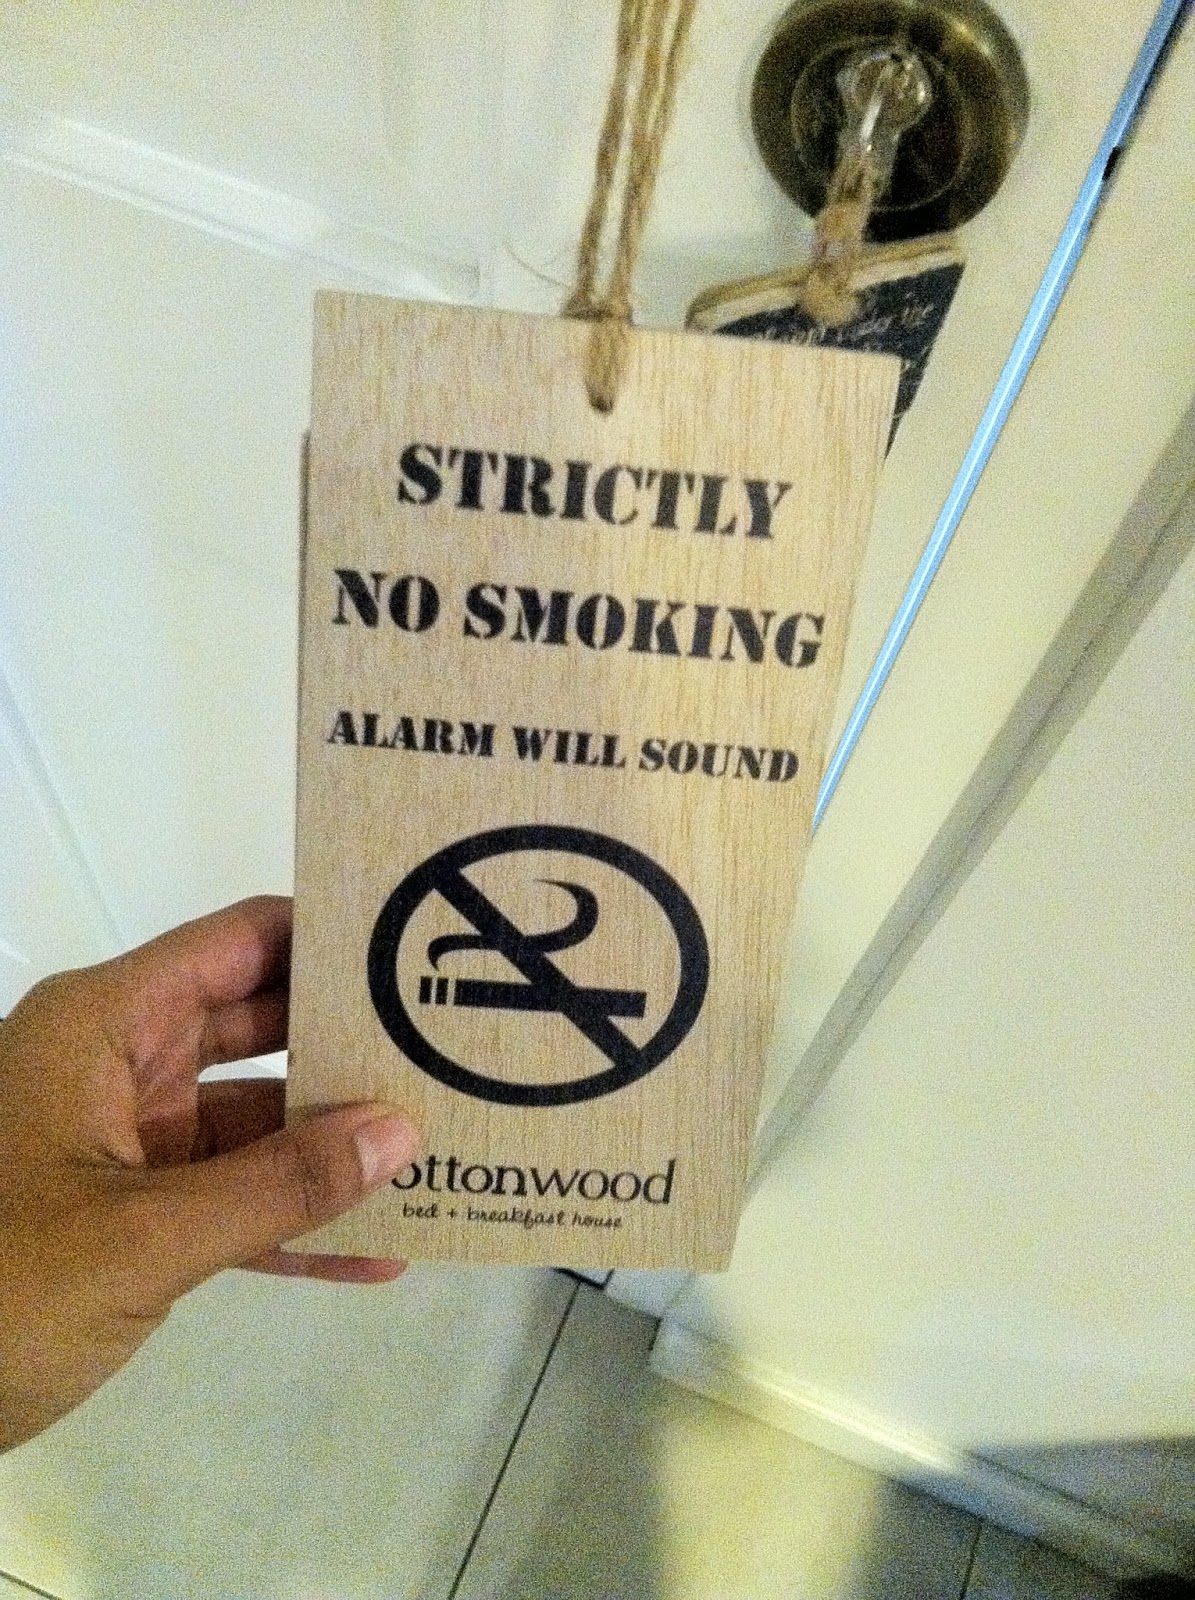 STRICTLY
NO SMOKING
ALARM WILL SOUND
ottonwood
bed + breakfast house